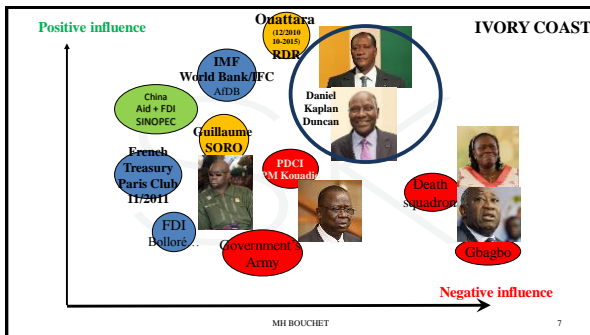 Positive influence
IVORY COAST
Ouattara
(12/2010
10-2015)
RDR
IMF
World Bank/IFC
AfDB
China
Aid + FDI
SINOPEC
Daniel
Kaplan
Duncan
Guillaume
SORO
French
Treasury
Paris Club
11/2011
PDCI
PM Kouadi
Death
squadron
FDI
Bolloré…
Government's
Army
Gbagbo
Negative influence
MH BOUCHET
7